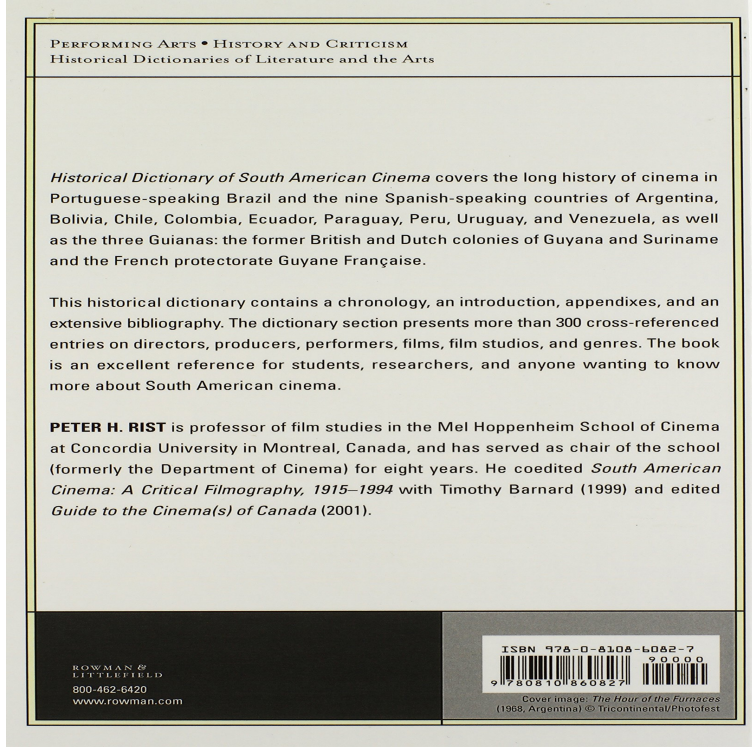 PERFORMING ARTS • HISTORY AND CRITICISM
Historical Dictionaries of Literature and the Arts
Historical Dictionary of South American Cinema covers the long history of cinema in
Portuguese-speaking Brazil and the nine Spanish-speaking countries of Argentina,
Bolivia, Chile, Colombia, Ecuador, Paraguay, Peru, Uruguay, and Venezuela, as well
as the three Guianas: the former British and Dutch colonies of Guyana and Suriname
and the French protectorate Guyane Française.
This historical dictionary contains a chronology, an introduction, appendixes, and an
extensive bibliography. The dictionary section presents more than 300 cross-referenced
entries on directors, producers, performers, films, film studios, and genres. The book
is an excellent reference for students, researchers, and anyone wanting to know
more about South American cinema.
PETER H. RIST is professor of film studies in the Mel Hoppenheim School of Cinema
at Concordia University in Montreal, Canada, and has served as chair of the school
(formerly the Department of Cinema) for eight years. He coedited South American
Cinema: A Critical Filmography, 1915–1994 with Timothy Barnard (1999) and edited
Guide to the Cinema(s) of Canada (2001).
ROWMAN &
LITTLEFIELD
800-462-6420
www.rowman.com
ISBN 978-0-8108-6082-7
90000
9 780810 860827
Cover image: The Hour of the Furnaces
(1968, Argentina) © Tricontinental/Photofest